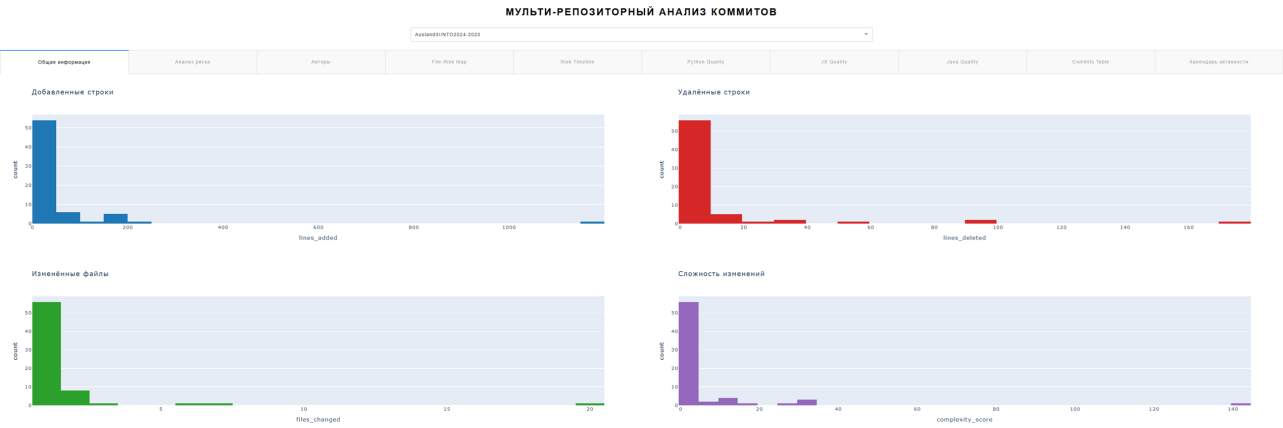 МУЛЬТИ-РЕПОЗИТОРНЫЙ АНАЛИЗ КОММИТОВ
Ausland3r/NTO2024-2025
Общая информация Анализ риска Авторы File-Risk Map Risk Timeline Python Quality JS Quality Java Quality Commits Table Календарь активности
Добавленные строки
50
40
30
20
10
0
count
0 200 400 600 800 1000
lines_added
Удалённые строки
50
40
30
20
10
0
count
0 20 40 60 80 100 120 140 160
lines_deleted
Изменённые файлы
50
40
30
20
10
0
count
5 10 15 20
files_changed
Сложность изменений
50
40
30
20
10
0
count
0 20 40 60 80 100 120 140
complexity_score